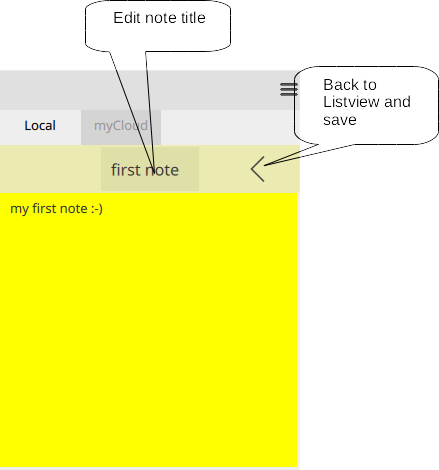 Edit note title
Back to
Listview and
save
Local
myCloud
first note
my first note :-)